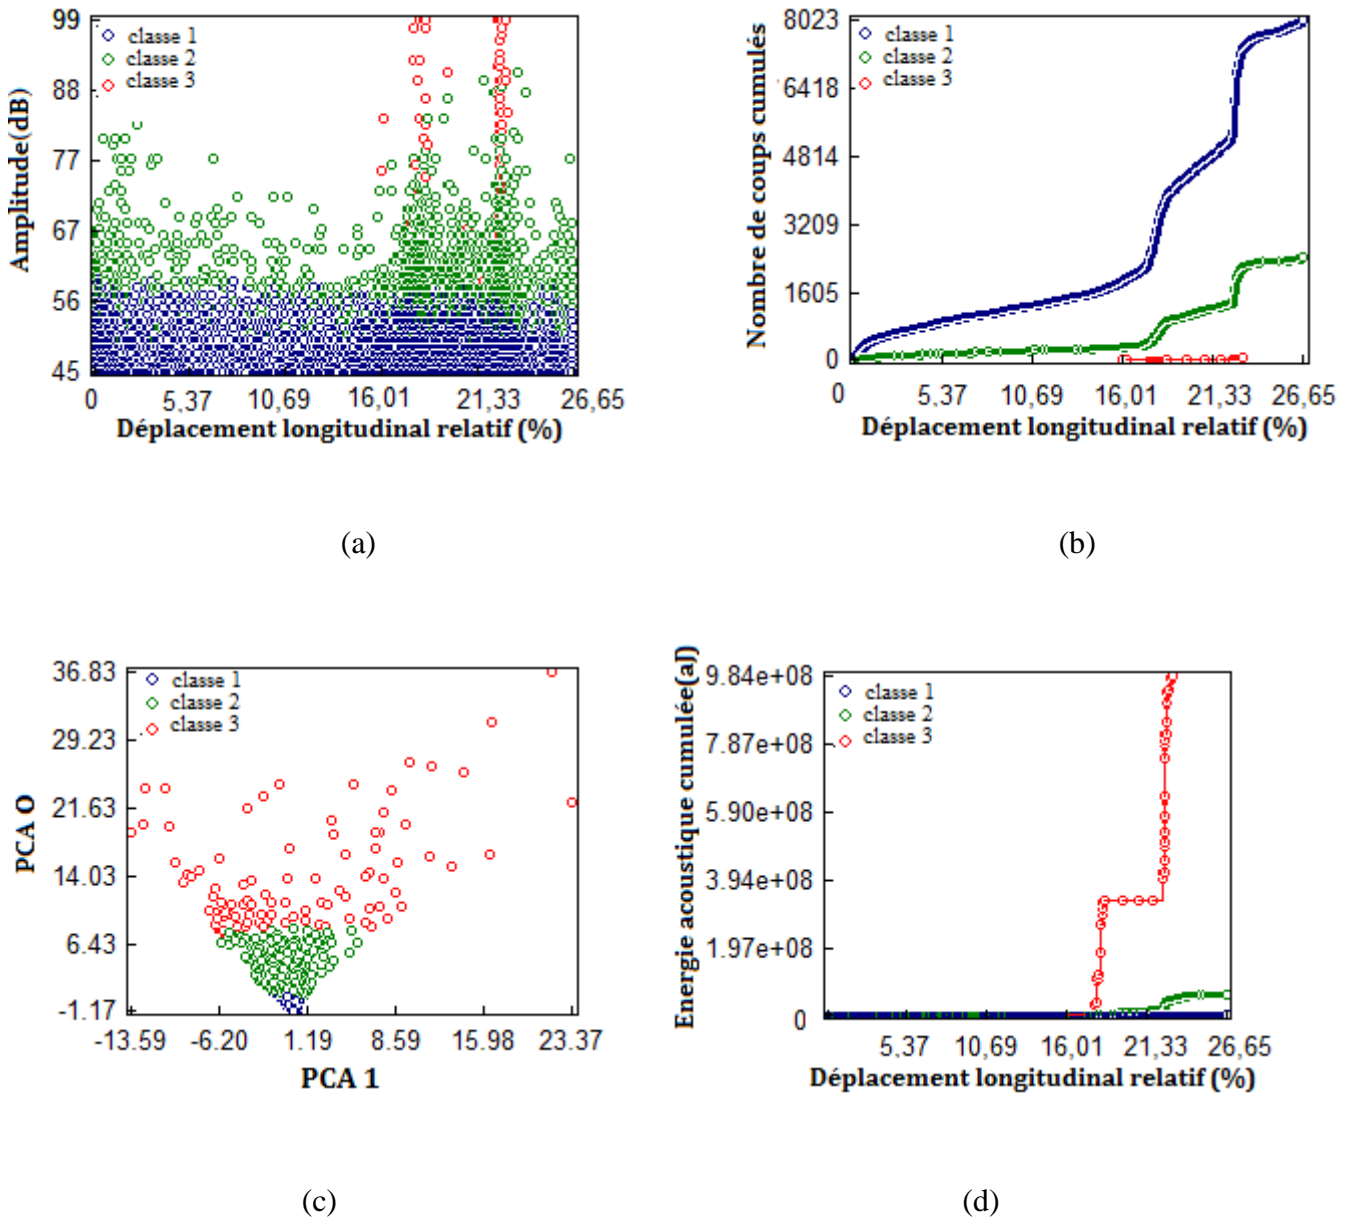 Amplitude(dB)
99
88
77
67
56
45
classe 1
classe 2
classe 3
0 5,37 10,69 16,01 21,33 26,65
Déplacement longitudinal relatif (%)
(a)
Nombre de coups cumulés
8023
6418
4814
3209
1605
0
classe 1
classe 2
classe 3
0 5,37 10,69 16,01 21,33 26,65
Déplacement longitudinal relatif (%)
(b)
PCA O
36.83
29.23
21.63
14.03
6.43
-1.17
classe 1
classe 2
classe 3
-13.59 -6.20 1.19 8.59 15.98 23.37
PCA 1
(c)
Energie acoustique cumulée(aJ)
9.84e+08
7.87e+08
5.90e+08
3.94e+08
1.97e+08
0
classe 1
classe 2
classe 3
5,37 10,69 16,01 21,33 26,65
Déplacement longitudinal relatif (%)
(d)